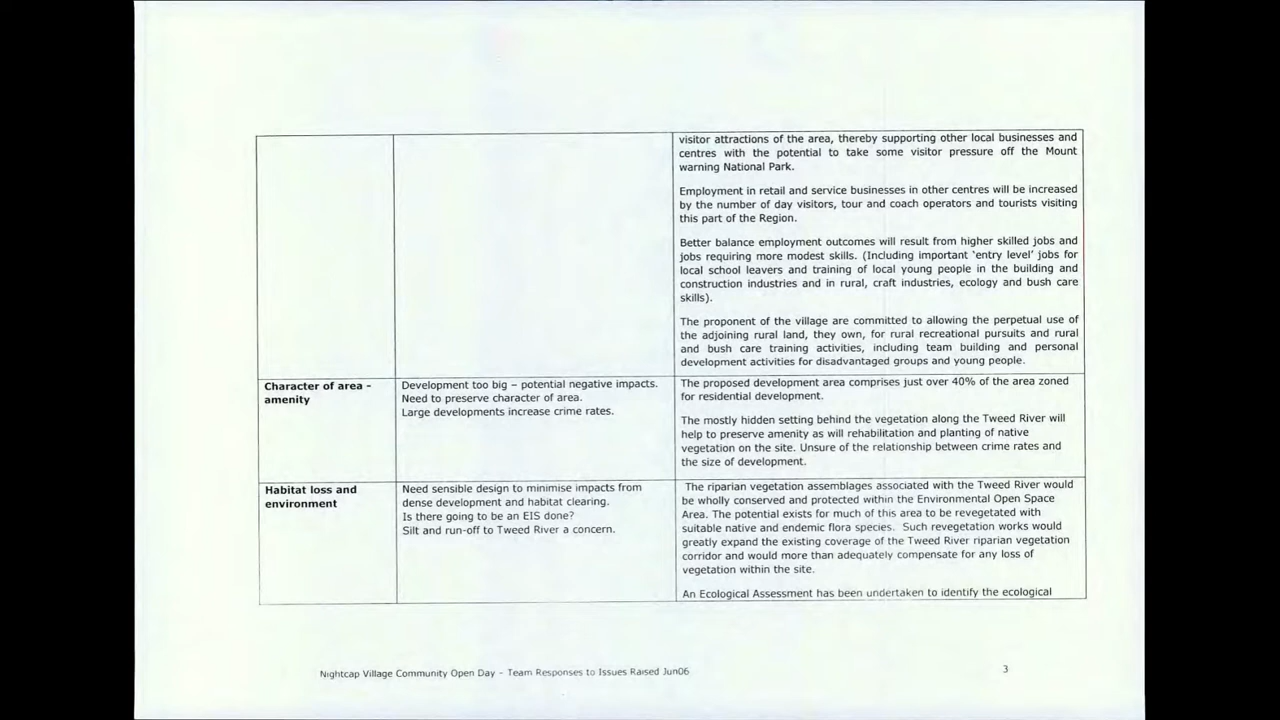 visitor attractions of the area, thereby supporting other local businesses and
centres with the potential to take some visitor pressure off the Mount
warning National Park.
Employment in retail and service businesses in other centres will be increased
by the number of day visitors, tour and coach operators and tourists visiting
this part of the Region.
Better balance employment outcomes will result from higher skilled jobs and
jobs requiring more modest skills. (Including important 'entry level' jobs for
local school leavers and training of local young people in the building and
construction industries and in rural, craft industries, ecology and bush care
skills).
The proponent of the village are committed to allowing the perpetual use of
the adjoining rural land, they own, for rural recreational pursuits and rural
and bush care training activities, including team building and personal
development activities for disadvantaged groups and young people.
Character of area –
amenity
Development too big – potential negative impacts.
Need to preserve character of area.
Large developments increase crime rates.
The proposed development area comprises just over 40% of the area zoned
for residential development.
The mostly hidden setting behind the vegetation along the Tweed River will
help to preserve amenity as will rehabilitation and planting of native
vegetation on the site. Unsure of the relationship between crime rates and
the size of development.
Habitat loss and
environment
Need sensible design to minimise impacts from
dense development and habitat clearing.
Is there going to be an EIS done?
Silt and run-off to Tweed River a concern.
The riparian vegetation assemblages associated with the Tweed River would
be wholly conserved and protected within the Environmental Open Space
Area. The potential exists for much of this area to be revegetated with
suitable native and endemic flora species. Such revegetation works would
greatly expand the existing coverage of the Tweed River riparian vegetation
corridor and would more than adequately compensate for any loss of
vegetation within the site.
An Ecological Assessment has been undertaken to identify the ecological
Nightcap Village Community Open Day – Team Responses to Issues Raised Jun06
3